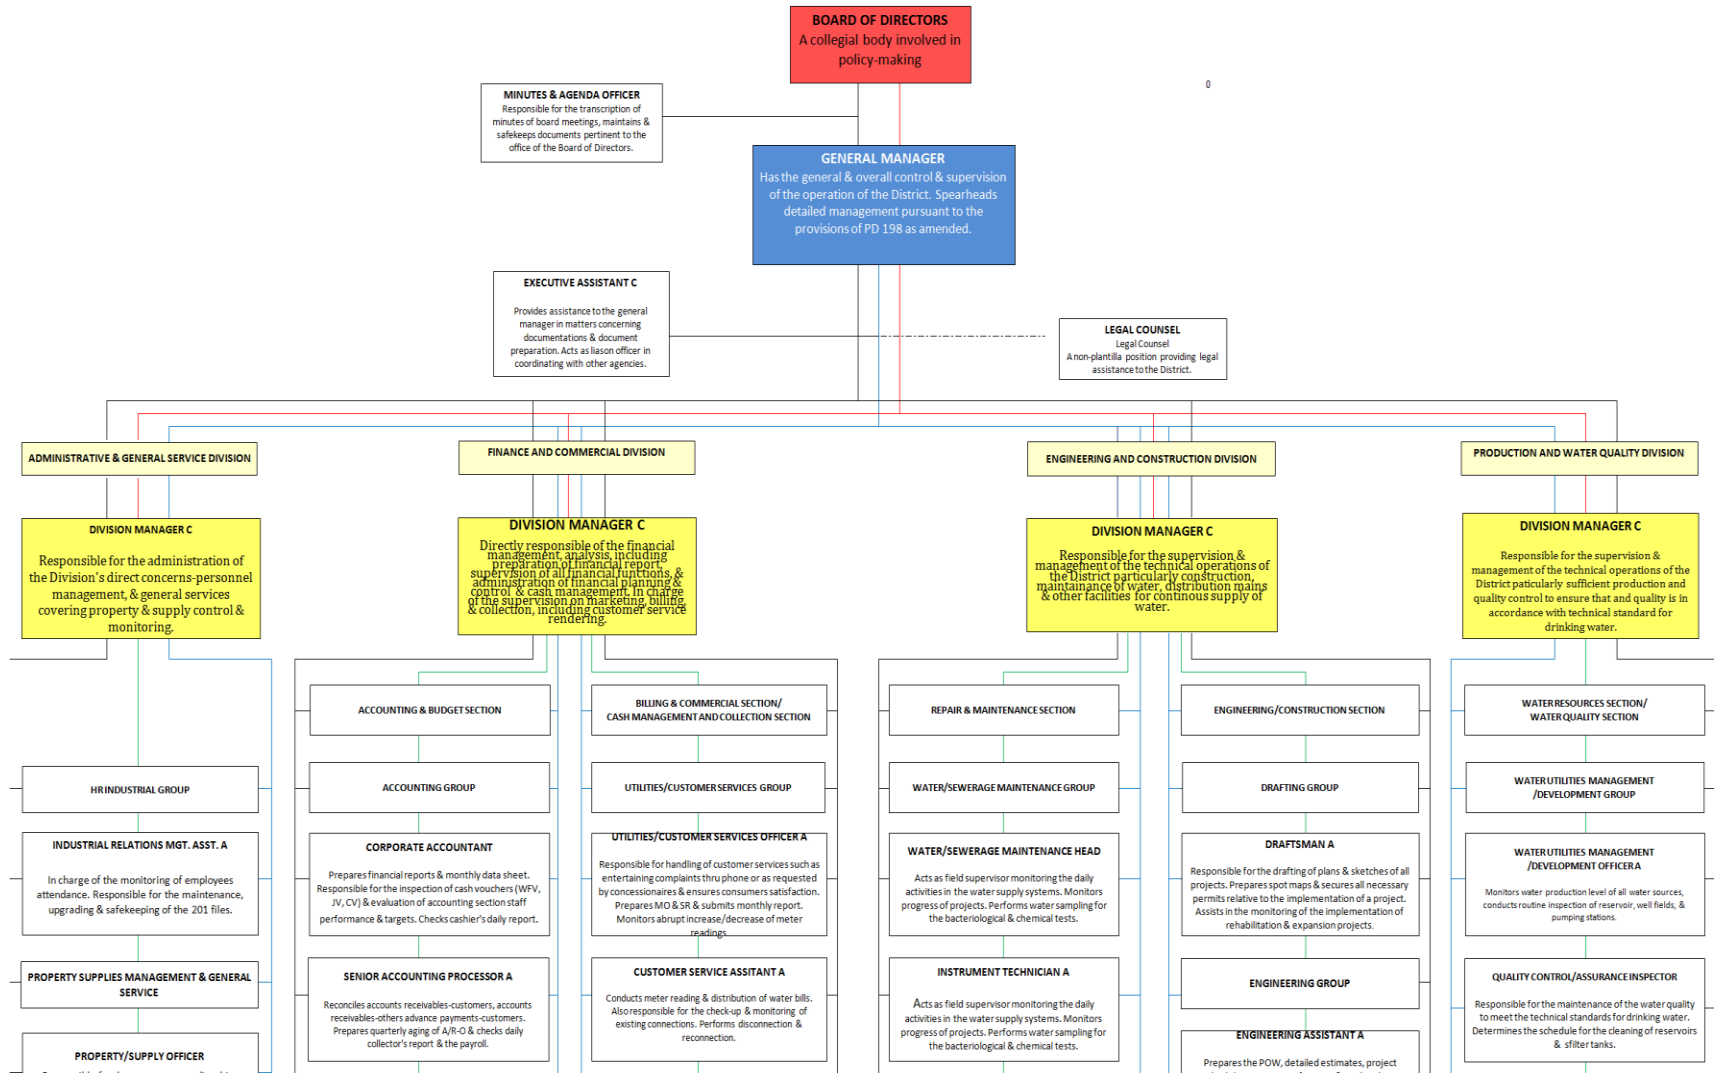 BOARD OF DIRECTORS
A collegial body involved in
policy-making
0
MINUTES & AGENDA OFFICER
Responsible for the transcription of
minutes of board meetings, maintains &
safekeeps documents pertinent to the
office of the Board of Directors.
GENERAL MANAGER
Has the general & overall control & supervision
of the operation of the District. Spearheads
detailed management pursuant to the
provisions of PD 198 as amended.
EXECUTIVE ASSISTANT C
Provides assistance to the general
manager in matters concerning
documentations & document
preparation. Acts as liason officer in
coordinating with other agencies.
LEGAL COUNSEL
Legal Counsel
A non-plantilla position providing legal
assistance to the District.
ADMINISTRATIVE & GENERAL SERVICE DIVISION
FINANCE AND COMMERCIAL DIVISION
ENGINEERING AND CONSTRUCTION DIVISION
PRODUCTION AND WATER QUALITY DIVISION
DIVISION MANAGER C
Responsible for the administration of
the Division's direct concerns-personnel
management, & general services
covering property & supply control &
monitoring.
DIVISION MANAGER C
Directly responsible of the financial
management, analysis, including
preparation of financial report,
supervision of all financial functions, &
administration of financial planning &
control & cash management. In charge
of the supervision on marketing, billing,
& collection, including customer service
rendering.
DIVISION MANAGER C
Responsible for the supervision &
management of the technical operations of
the District particularly construction,
maintainance of water, distribution mains
& other facilities for continous supply of
water.
DIVISION MANAGER C
Responsible for the supervision &
management of the technical operations of the
District paticularly sufficient production and
quality control to ensure that and quality is in
accordance with technical standard for
drinking water.
ACCOUNTING & BUDGET SECTION
BILLING & COMMERCIAL SECTION/
CASH MANAGEMENT AND COLLECTION SECTION
REPAIR & MAINTENANCE SECTION
ENGINEERING/CONSTRUCTION SECTION
WATER RESOURCES SECTION/
WATER QUALITY SECTION
HR INDUSTRIAL GROUP
ACCOUNTING GROUP
UTILITIES/CUSTOMER SERVICES GROUP
WATER/SEWERAGE MAINTENANCE GROUP
DRAFTING GROUP
WATER UTILITIES MANAGEMENT
/DEVELOPMENT GROUP
INDUSTRIAL RELATIONS MGT. ASST. A
In charge of the monitoring of employees
attendance. Responsible for the maintenance,
upgrading & safekeeping of the 201 files.
CORPORATE ACCOUNTANT
Prepares financial reports & monthly data sheet.
Responsible for the inspection of cash vouchers (WFV,
JV, CV) & evaluation of accounting section staff
performance & targets. Checks cashier's daily report.
UTILITIES/CUSTOMER SERVICES OFFICER A
Responsible for handling of customer services such as
entertaining complaints thru phone or as requested
by concessionaires & ensures consumers satisfaction.
Prepares MO & SR & submits monthly report.
Monitors abrupt increase/decrease of meter
readings.
WATER/SEWERAGE MAINTENANCE HEAD
Acts as field supervisor monitoring the daily
activities in the water supply systems. Monitors
progress of projects. Performs water sampling for
the bacteriological & chemical tests.
DRAFTSMAN A
Responsible for the drafting of plans & sketches of all
projects. Prepares spot maps & secures all necessary
permits relative to the implementation of a project.
Assists in the monitoring of the implementation of
rehabilitation & expansion projects.
WATER UTILITIES MANAGEMENT
/DEVELOPMENT OFFICER A
Monitors water production level of all water sources,
conducts routine inspection of reservoir, well fields, &
pumping stations.
PROPERTY SUPPLIES MANAGEMENT & GENERAL
SERVICE
SENIOR ACCOUNTING PROCESSOR A
Reconciles accounts receivables-customers, accounts
receivables-others advance payments-customers.
Prepares quarterly aging of A/R-O & checks daily
collector's report & the payroll.
CUSTOMER SERVICE ASSITANT A
Conducts meter reading & distribution of water bills.
Also responsible for the check-up & monitoring of
existing connections. Performs disconnection &
reconnection.
INSTRUMENT TECHNICIAN A
Acts as field supervisor monitoring the daily
activities in the water supply systems. Monitors
progress of projects. Performs water sampling for
the bacteriological & chemical tests.
ENGINEERING GROUP
QUALITY CONTROL/ASSURANCE INSPECTOR
Responsible for the maintenance of the water quality
to meet the technical standards for drinking water.
Determines the schedule for the cleaning of reservoirs
& sfilter tanks.
PROPERTY/SUPPLY OFFICER
ENGINEERING ASSISTANT A
Prepares the POW, detailed estimates, project